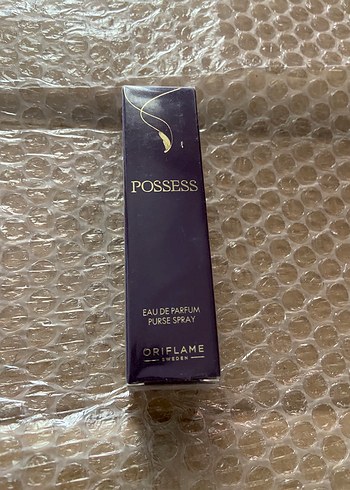 POSSESS
EAU DE PARFUM
PURSE SPRAY
ORIFLAME
SWEDEN